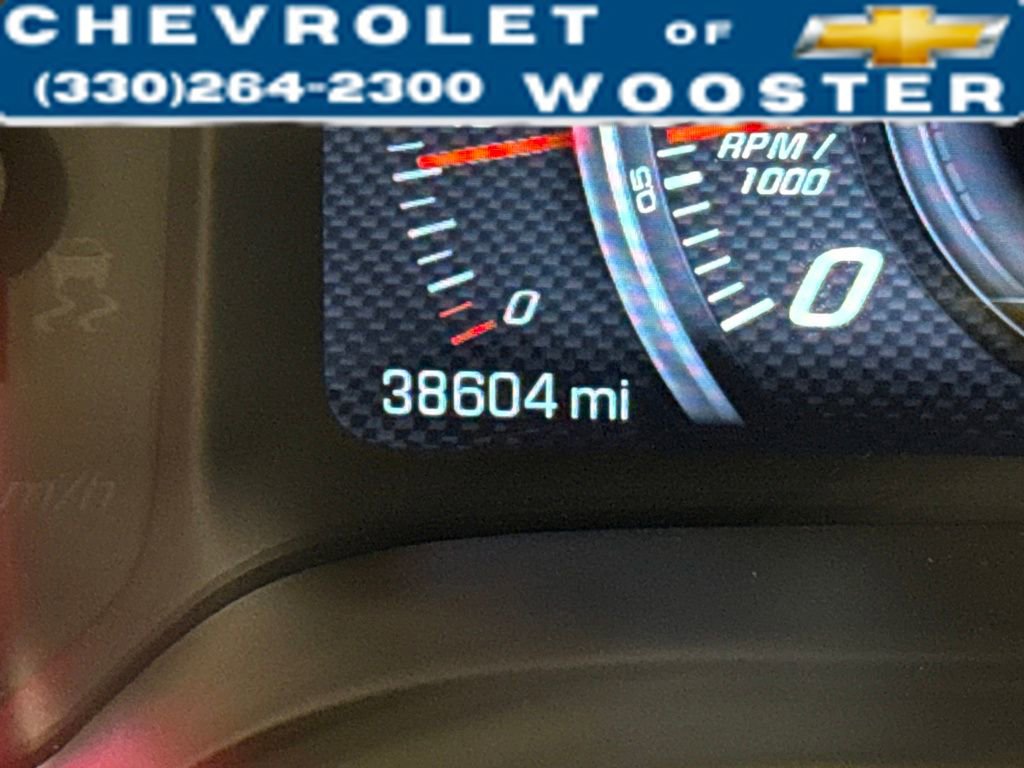 CHEVROLET OF
(330)264-2300 WOOSTER
RPM /
1000
0
0
38604 mi
m/h